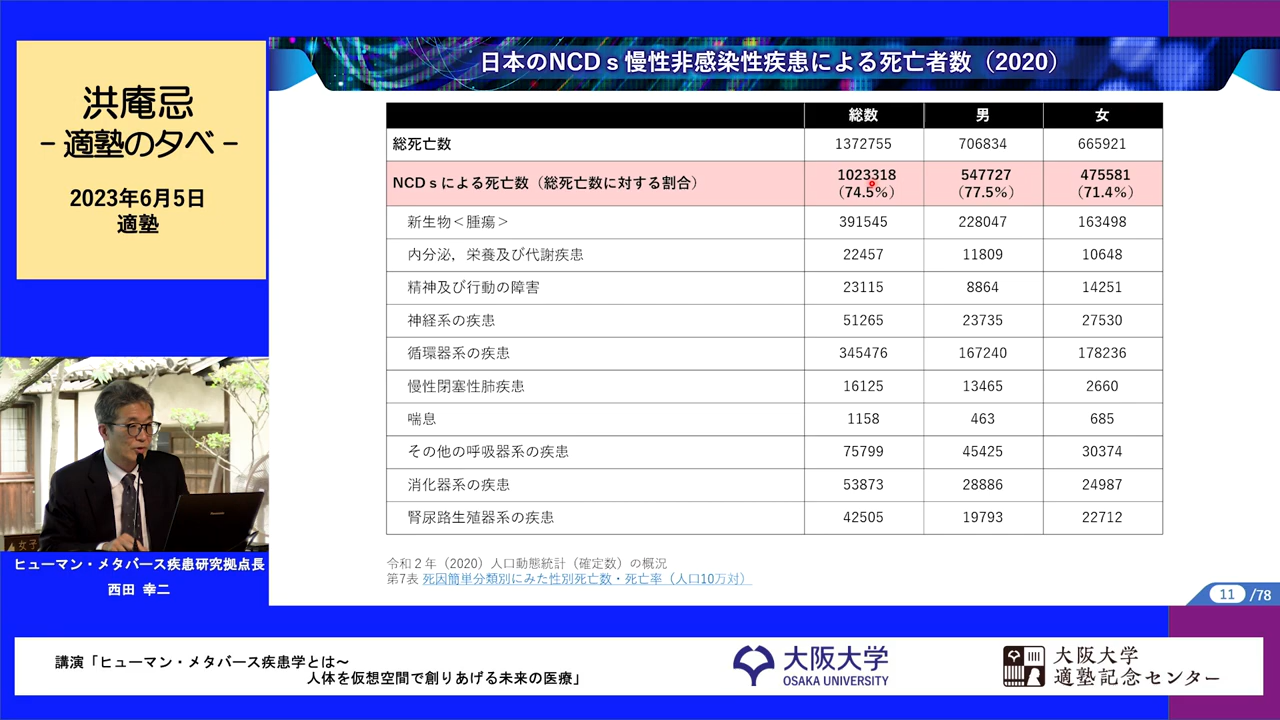 洪庵忌
－適塾の夕べ－
2023年6月5日
適塾
日本のNCDｓ慢性非感染性疾患による死亡者数（2020）
総数 男 女
総死亡数 1372755 706834 665921
NCDｓによる死亡数（総死亡数に対する割合） 1023318 547727 475581
（74.5%） （77.5%） （71.4%）
新生物＜腫瘍＞ 391545 228047 163498
内分泌，栄養及び代謝疾患 22457 11809 10648
精神及び行動の障害 23115 8864 14251
神経系の疾患 51265 23735 27530
循環器系の疾患 345476 167240 178236
慢性閉塞性肺疾患 16125 13465 2660
喘息 1158 463 685
その他の呼吸器系の疾患 75799 45425 30374
消化器系の疾患 53873 28886 24987
腎尿路生殖器系の疾患 42505 19793 22712
令和２年（2020）人口動態統計（確定数）の概況
第7表 死因簡単分類別にみた性別死亡数・死亡率（人口10万対）
11 /78
女子
ヒューマン・メタバース疾患研究拠点長
西田 幸二
講演「ヒューマン・メタバース疾患学とは～
人体を仮想空間で創りあげる未来の医療」
大阪大学
OSAKA UNIVERSITY
大阪大学
適塾記念センター